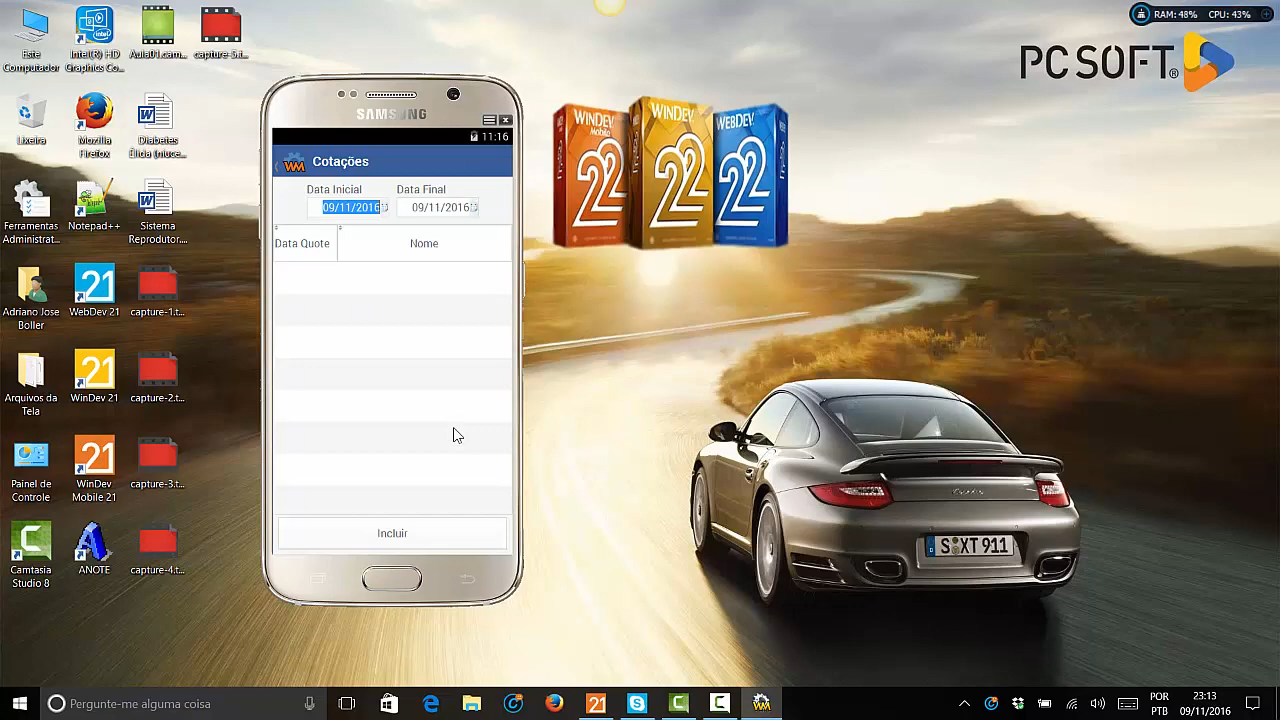 Este
Computador
Intel(R) HD
Graphics Co...
Aula01.cam...
capture-5.t...
Lixeira
Mozilla
Firefox
Diabetes
Élida (niuce...
Ferramentas
Administrat...
Notepad++
Sistema
Reprodutor....
Adriano Jose
Boller
WebDev 21
capture-1.t...
Arquivos da
Tela
WinDev 21
capture-2.t...
Painel de
Controle
WinDev
Mobile 21
capture-3.t...
Camtasia
Studio 8
ANOTE
capture-4.t...
SAMSUNG
11:16
Cotações
Data Inicial
Data Final
09/11/2016
09/11/2016
Data Quote
Nome
Incluir
WINDEV
Mobile
22
WINDEV
22
WEBDEV
22
RAM: 48% CPU: 43%
PC SOFT®
S XT 911
Pergunte-me alguma coisa
POR
PTB
23:13
09/11/2016